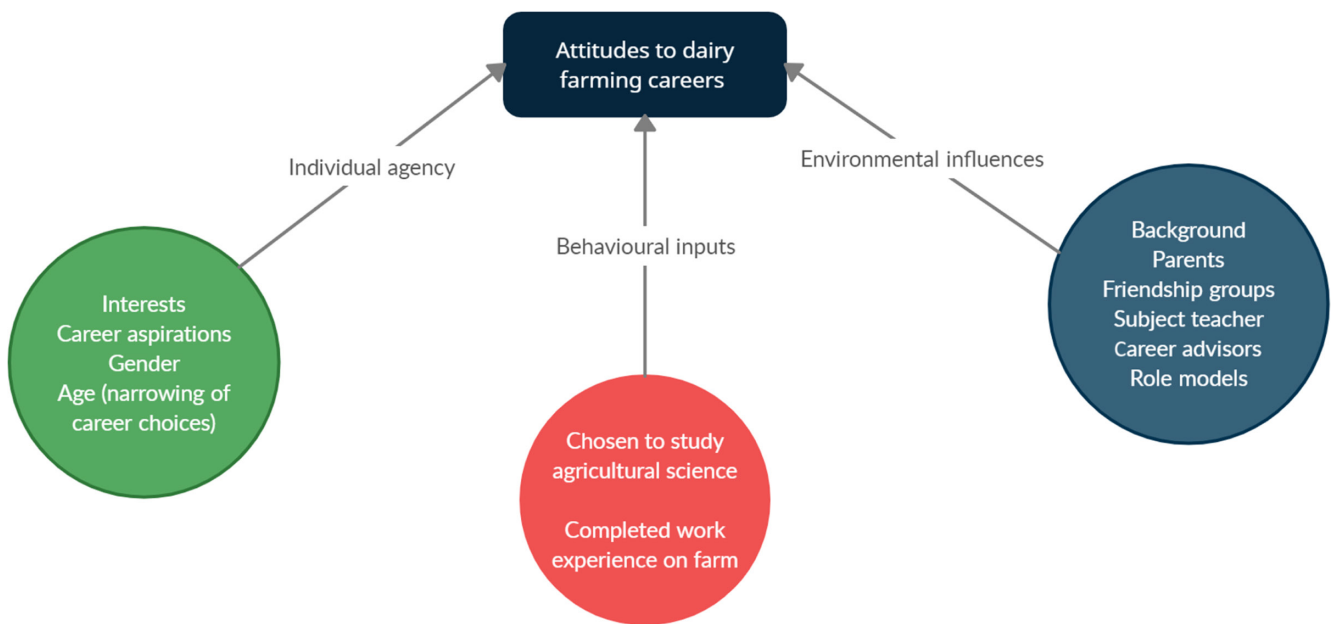 Attitudes to dairy
farming careers
Individual agency
Environmental influences
Behavioural inputs
Interests
Career aspirations
Gender
Age (narrowing of
career choices)
Chosen to study
agricultural science
Completed work
experience on farm
Background
Parents
Friendship groups
Subject teacher
Career advisors
Role models